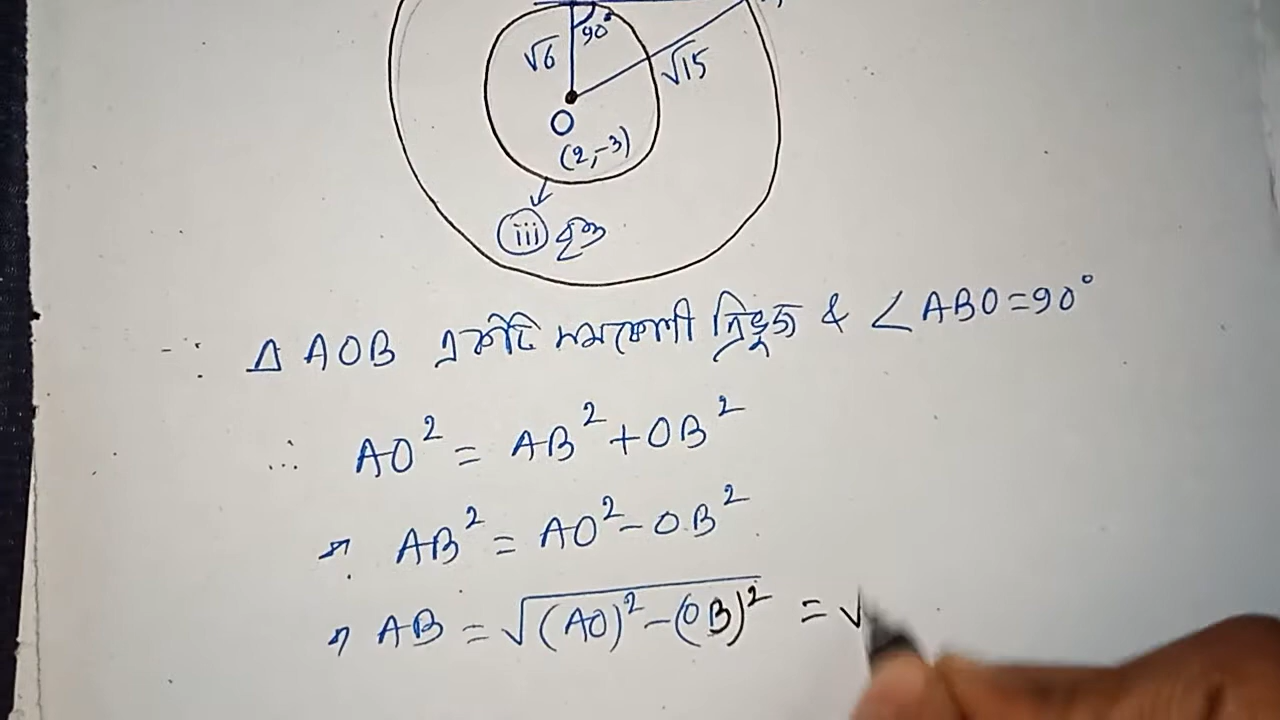 90°
√6
√15
O
(2,-3)
iii বৃত্ত
∴ Δ AOB একটি সমকোণী ত্রিভুজ & ∠ABO=90°
∴ AO² = AB² + OB²
বা, AB² = AO² - OB²
বা, AB = √(AO)² - (OB)² = √